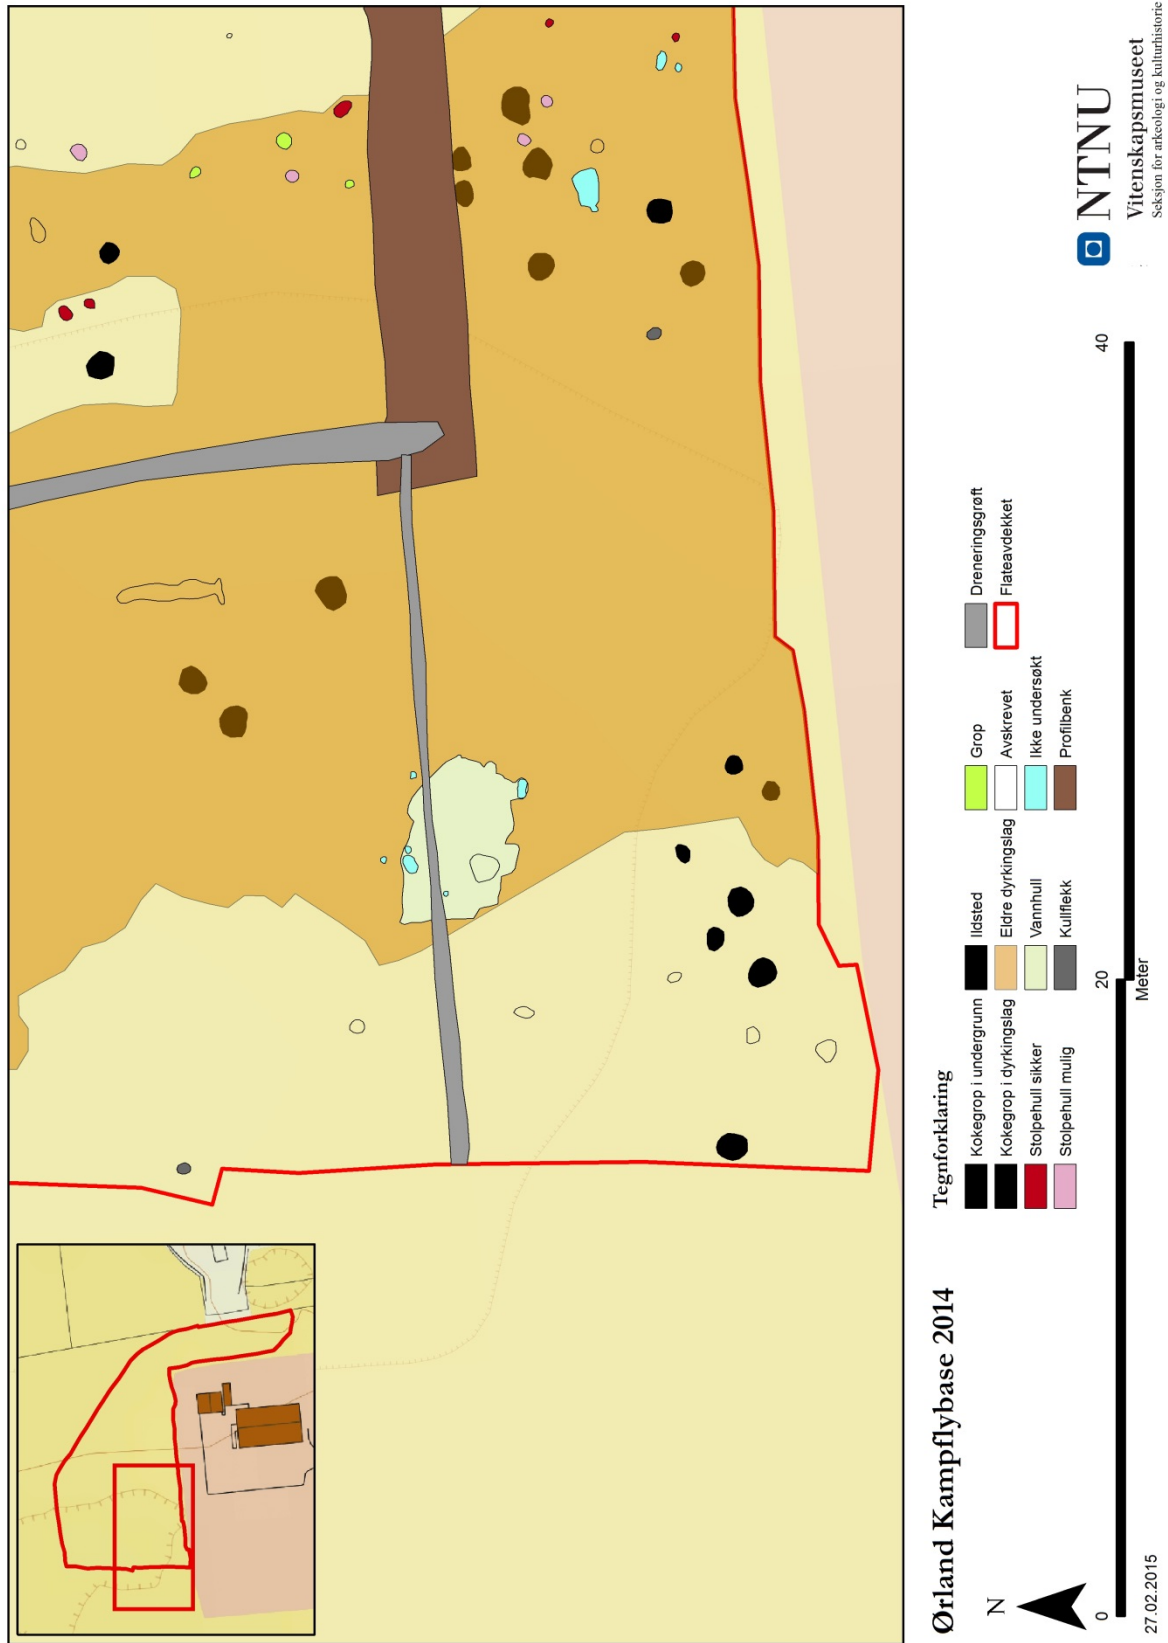 Ørland Kampflybase 2014
N
0
20
40
Meter
27.02.2015
Tegnforklaring
Kokegrop i undergrunn
Kokegrop i dyrkingslag
Stolpehull sikker
Stolpehull mulig
Ildsted
Eldre dyrkingslag
Vannhull
Kullflekk
Grop
Avskrevet
Ikke undersøkt
Profilbenk
Dreneringsgrøft
Flateavdekket
NTNU
Vitenskapsmuseet
Seksjon for arkeologi og kulturhistorie